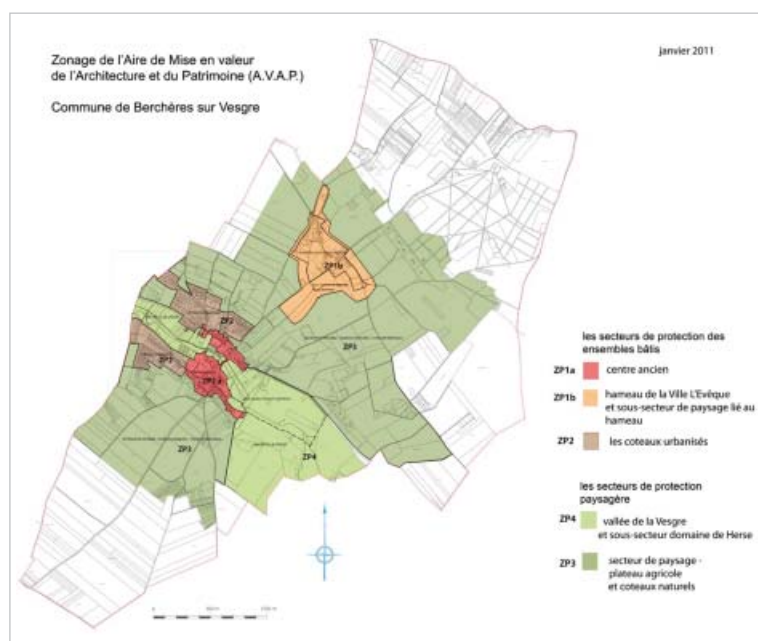 Zonage de l'Aire de Mise en valeur
de l'Architecture et du Patrimoine (A.V.A.P.)
Commune de Berchères sur Vesgre
janvier 2011
ZP1b
ZP2
ZP3
ZP2
ZP3
ZP4
les secteurs de protection des
ensembles bâtis
ZP1a centre ancien
ZP1b hameau de la Ville L'Evêque
et sous-secteur de paysage lié au
hameau
ZP2 les coteaux urbanisés
les secteurs de protection
paysagère
ZP4 vallée de la Vesgre
et sous-secteur domaine de Herse
ZP3 secteur de paysage -
plateau agricole
et coteaux naturels